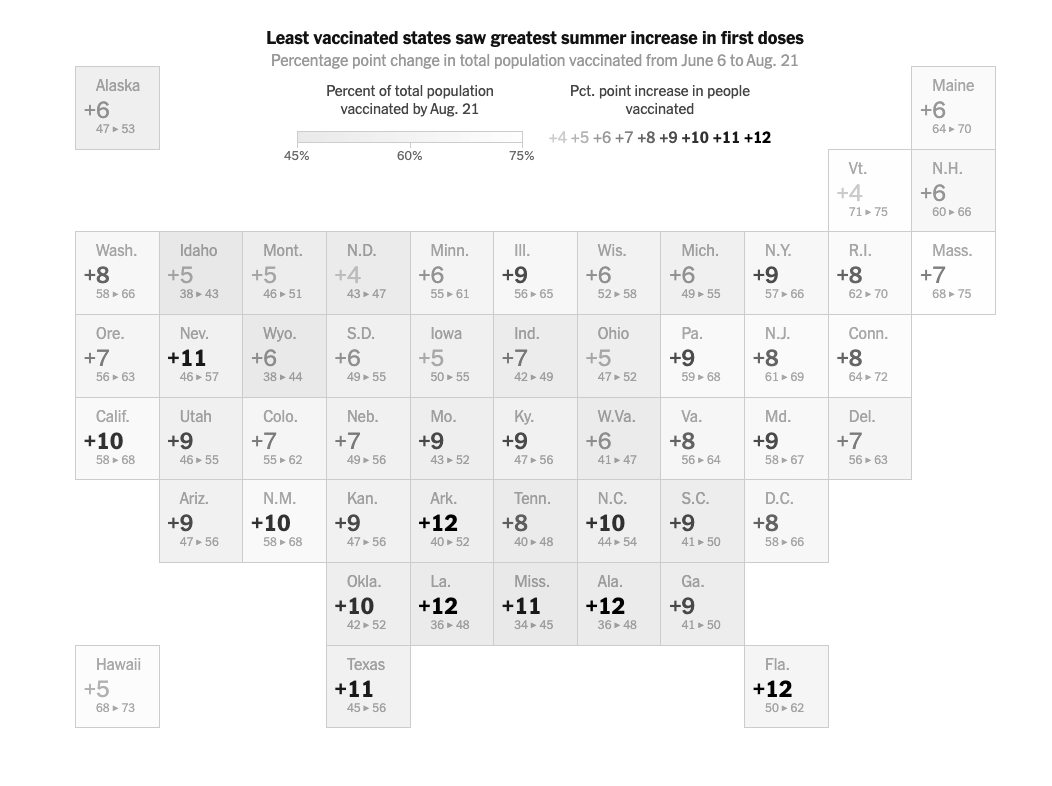 Least vaccinated states saw greatest summer increase in first doses
Percentage point change in total population vaccinated from June 6 to Aug. 21
Percent of total population
vaccinated by Aug. 21
45% 60% 75%
Pct. point increase in people
vaccinated
+4 +5 +6 +7 +8 +9 +10 +11 +12
Alaska
+6
47 ▸ 53
Maine
+6
64 ▸ 70
Vt.
+4
71 ▸ 75
N.H.
+6
60 ▸ 66
Wash.
+8
58 ▸ 66
Idaho
+5
38 ▸ 43
Mont.
+5
46 ▸ 51
N.D.
+4
43 ▸ 47
Minn.
+6
55 ▸ 61
Ill.
+9
56 ▸ 65
Wis.
+6
52 ▸ 58
Mich.
+6
49 ▸ 55
N.Y.
+9
57 ▸ 66
R.I.
+8
62 ▸ 70
Mass.
+7
68 ▸ 75
Ore.
+7
56 ▸ 63
Nev.
+11
46 ▸ 57
Wyo.
+6
38 ▸ 44
S.D.
+6
49 ▸ 55
Iowa
+5
50 ▸ 55
Ind.
+7
42 ▸ 49
Ohio
+5
47 ▸ 52
Pa.
+9
59 ▸ 68
N.J.
+8
61 ▸ 69
Conn.
+8
64 ▸ 72
Calif.
+10
58 ▸ 68
Utah
+9
46 ▸ 55
Colo.
+7
55 ▸ 62
Neb.
+7
49 ▸ 56
Mo.
+9
43 ▸ 52
Ky.
+9
47 ▸ 56
W.Va.
+6
41 ▸ 47
Va.
+8
56 ▸ 64
Md.
+9
58 ▸ 67
Del.
+7
56 ▸ 63
Ariz.
+9
47 ▸ 56
N.M.
+10
58 ▸ 68
Kan.
+9
47 ▸ 56
Ark.
+12
40 ▸ 52
Tenn.
+8
40 ▸ 48
N.C.
+10
44 ▸ 54
S.C.
+9
41 ▸ 50
D.C.
+8
58 ▸ 66
Okla.
+10
42 ▸ 52
La.
+12
36 ▸ 48
Miss.
+11
34 ▸ 45
Ala.
+12
36 ▸ 48
Ga.
+9
41 ▸ 50
Hawaii
+5
68 ▸ 73
Texas
+11
45 ▸ 56
Fla.
+12
50 ▸ 62